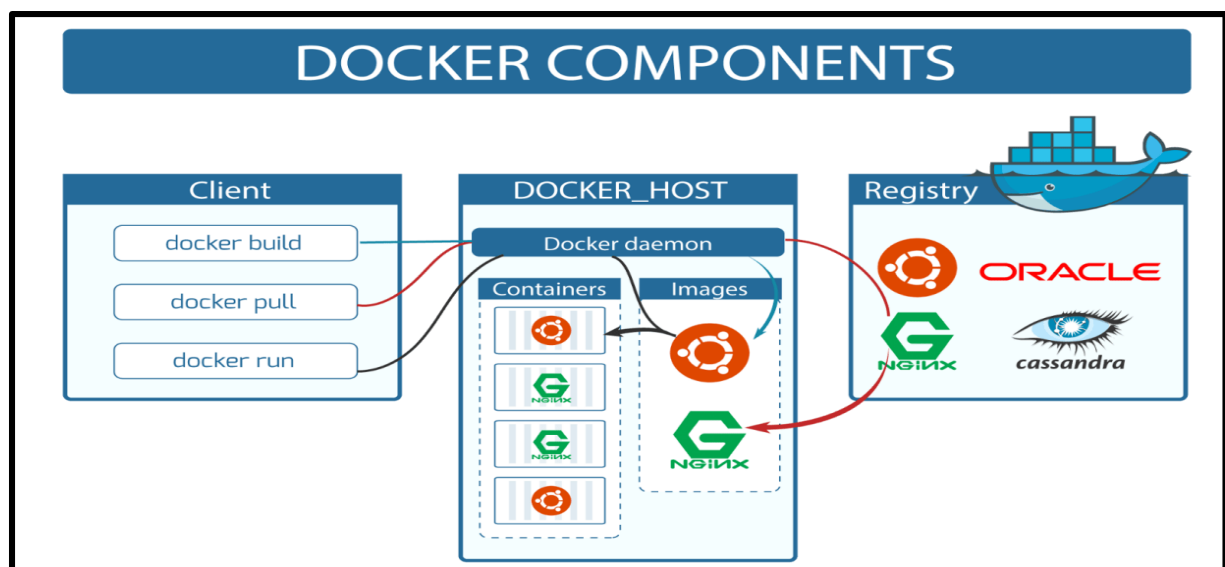 DOCKER COMPONENTS
Client
docker build
docker pull
docker run
DOCKER_HOST
Docker daemon
Containers
NGiNX
NGiNX
Images
NGiNX
Registry
ORACLE
NGiNX
cassandra